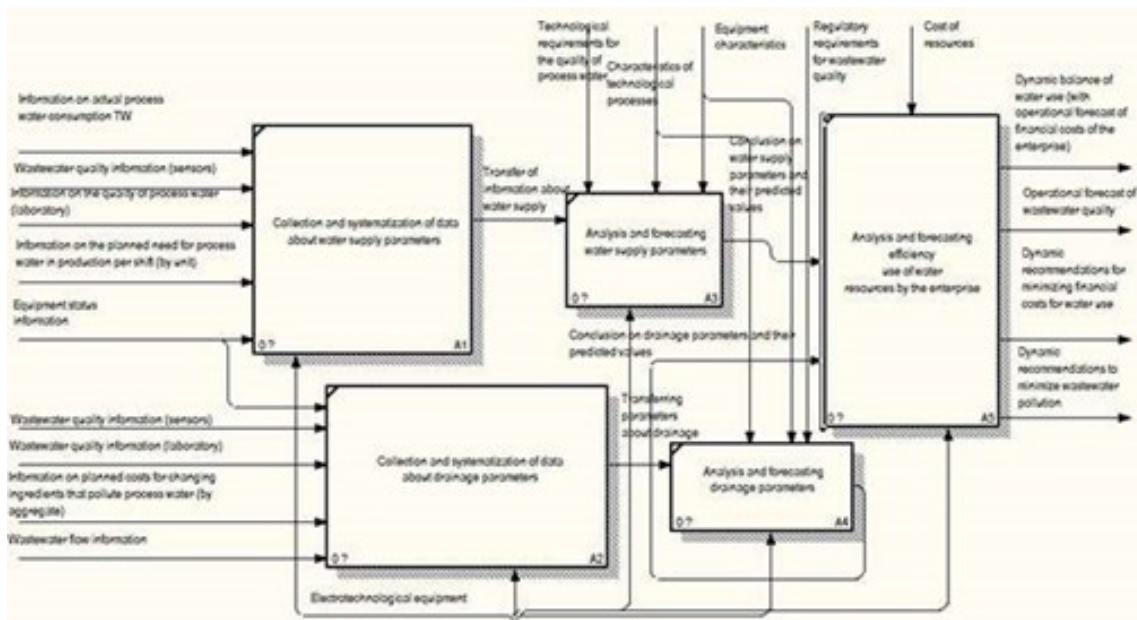 Technological
requirements for
the quality of
process water
Characteristics of
technological
processes
Equipment
characteristics
Regulatory
requirements
for wastewater
quality
Cost of
resources
Information on actual process
water consumption TW
Wastewater quality information (sensors)
Information on the quality of process water
(laboratory)
Information on the planned need for process
water in production per shift (by unit)
Equipment status
information
Collection and systematization of data
about water supply parameters
0 ?
A1
Transfer of
information about
water supply
Analysis and forecasting
water supply parameters
0 ?
A3
Conclusion on
water supply
parameters and
their predicted
values
Analysis and forecasting
efficiency
use of water
resources by the enterprise
0 ?
A5
Dynamic balance of
water use (with
operational forecast of
financial costs of the
enterprise)
Operational forecast of
wastewater quality
Dynamic
recommendations for
minimizing financial
costs for water use
Dynamic
recommendations to
minimize wastewater
pollution
Conclusion on drainage parameters and their
predicted values
Wastewater quality information (sensors)
Wastewater quality information (laboratory)
Information on planned costs for changing
ingredients that pollute process water (by
aggregate)
Wastewater flow information
Collection and systematization of data
about drainage parameters
0 ?
A2
Transferring
parameters
about drainage
Analysis and forecasting
drainage parameters
0 ?
A4
Electrotechnological equipment